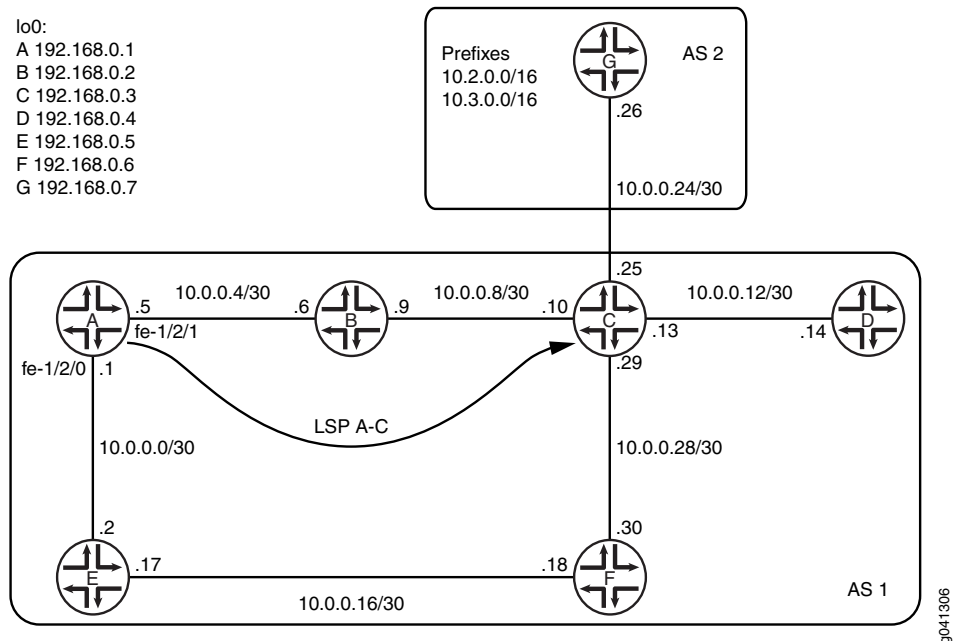 lo0:
A 192.168.0.1
B 192.168.0.2
C 192.168.0.3
D 192.168.0.4
E 192.168.0.5
F 192.168.0.6
G 192.168.0.7
Prefixes
10.2.0.0/16
10.3.0.0/16
G
AS 2
.26
10.0.0.24/30
.25
A
.5
10.0.0.4/30
.6
B
.9
10.0.0.8/30
.10
C
10.0.0.12/30
.13
.14
D
fe-1/2/1
fe-1/2/0
.1
.29
LSP A-C
10.0.0.0/30
10.0.0.28/30
.2
.30
E
.17
.18
F
10.0.0.16/30
AS 1
g041306